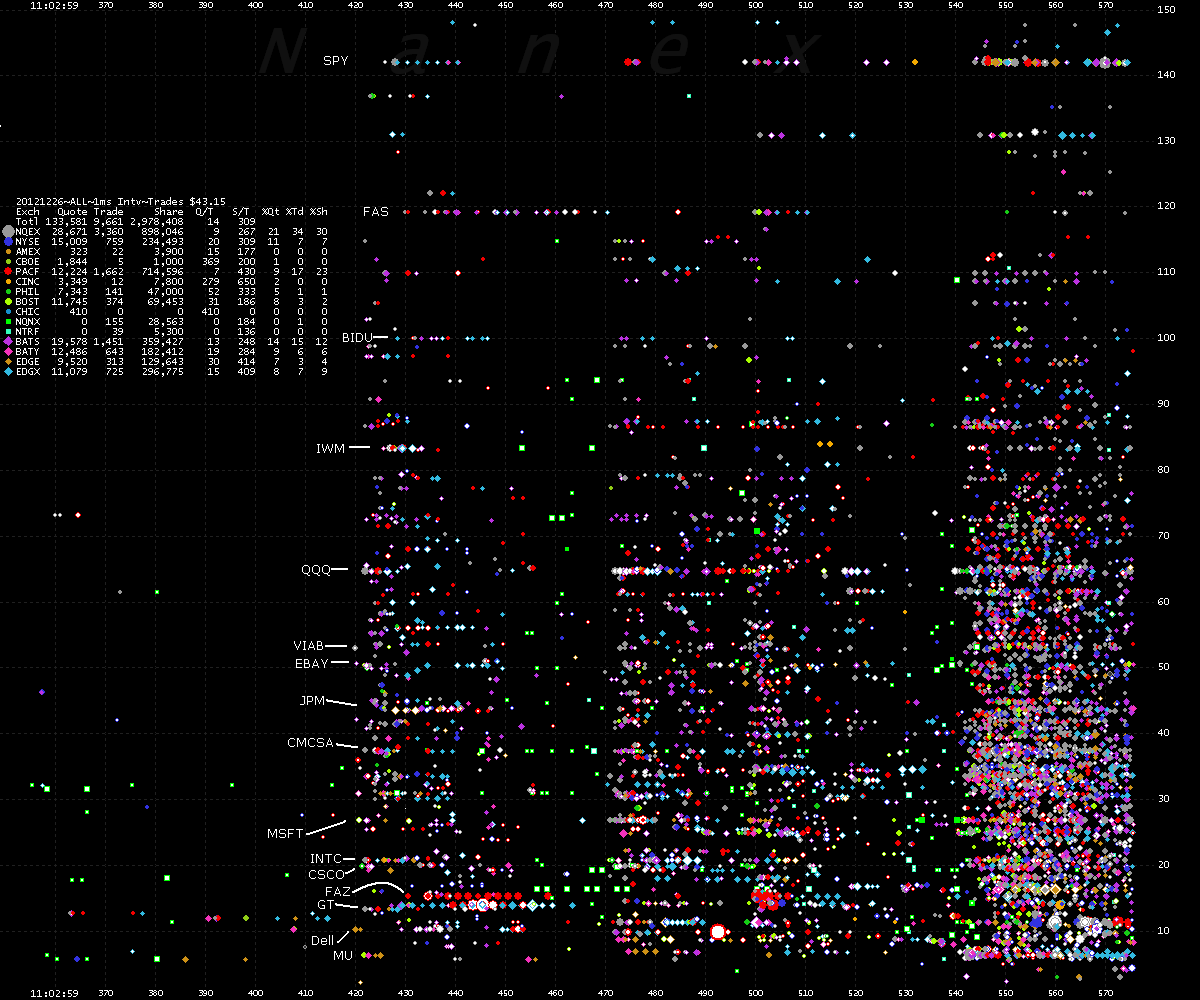 11:02:59 370 380 390 400 410 420 430 440 450 460 470 480 490 500 510 520 530 540 550 560 570
150
Nanex
SPY
140
130
20121226~ALL~1ms Intv~Trades $43.15
Exch Quote Trade Share Q/T S/T %Qt %Td %Sh
Totl 133,581 9,661 2,978,408 14 309
NQEX 28,671 3,360 898,046 9 267 21 34 30
NYSE 15,009 759 234,493 20 309 11 7 7
AMEX 323 22 3,900 15 177 0 0 0
CBOE 1,844 5 1,000 369 200 1 0 0
PACF 12,224 1,662 714,596 7 430 9 17 23
CINC 3,349 12 7,800 279 650 2 0 0
PHIL 7,343 141 47,000 52 333 5 1 1
BOST 11,745 374 69,453 31 186 8 3 2
CHIC 410 0 0 410 0 0 0 0
NQNX 0 155 28,563 0 184 0 1 0
NTRF 0 39 5,300 0 136 0 0 0
BATS 19,578 1,451 359,427 13 248 14 15 12
BATY 12,486 643 182,412 19 284 9 6 6
EDGE 9,520 313 129,643 30 414 7 3 4
EDGX 11,079 725 296,775 15 409 8 7 9
120
FAS
110
BIDU
100
90
IWM
80
70
QQQ
60
VIAB
EBAY
50
JPM
40
CMCSA
30
MSFT
INTC
20
CSCO
FAZ
GT
10
Dell
MU
11:02:59 370 380 390 400 410 420 430 440 450 460 470 480 490 500 510 520 530 540 550 560 570